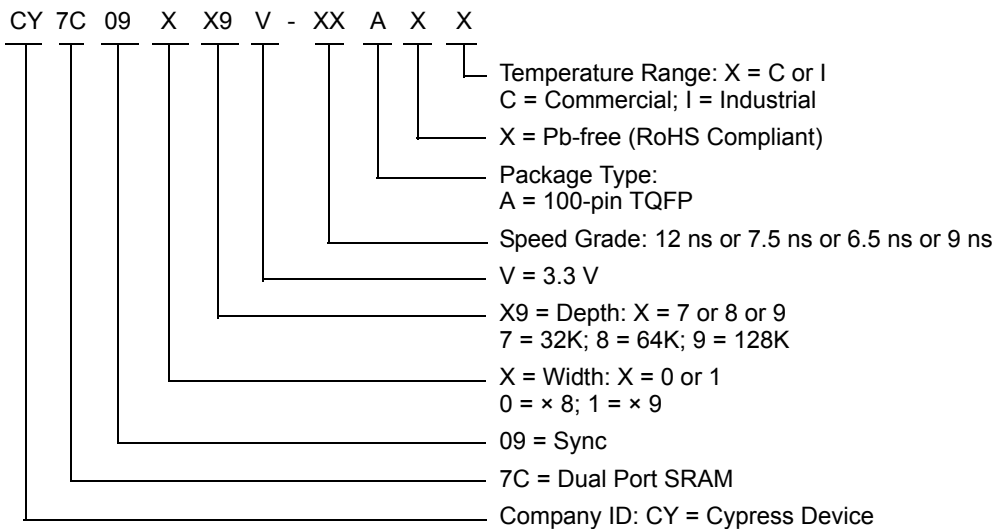 CY 7C 09 X X9 V - XX A X X
Temperature Range: X = C or I
C = Commercial; I = Industrial
X = Pb-free (RoHS Compliant)
Package Type:
A = 100-pin TQFP
Speed Grade: 12 ns or 7.5 ns or 6.5 ns or 9 ns
V = 3.3 V
X9 = Depth: X = 7 or 8 or 9
7 = 32K; 8 = 64K; 9 = 128K
X = Width: X = 0 or 1
0 = × 8; 1 = × 9
09 = Sync
7C = Dual Port SRAM
Company ID: CY = Cypress Device